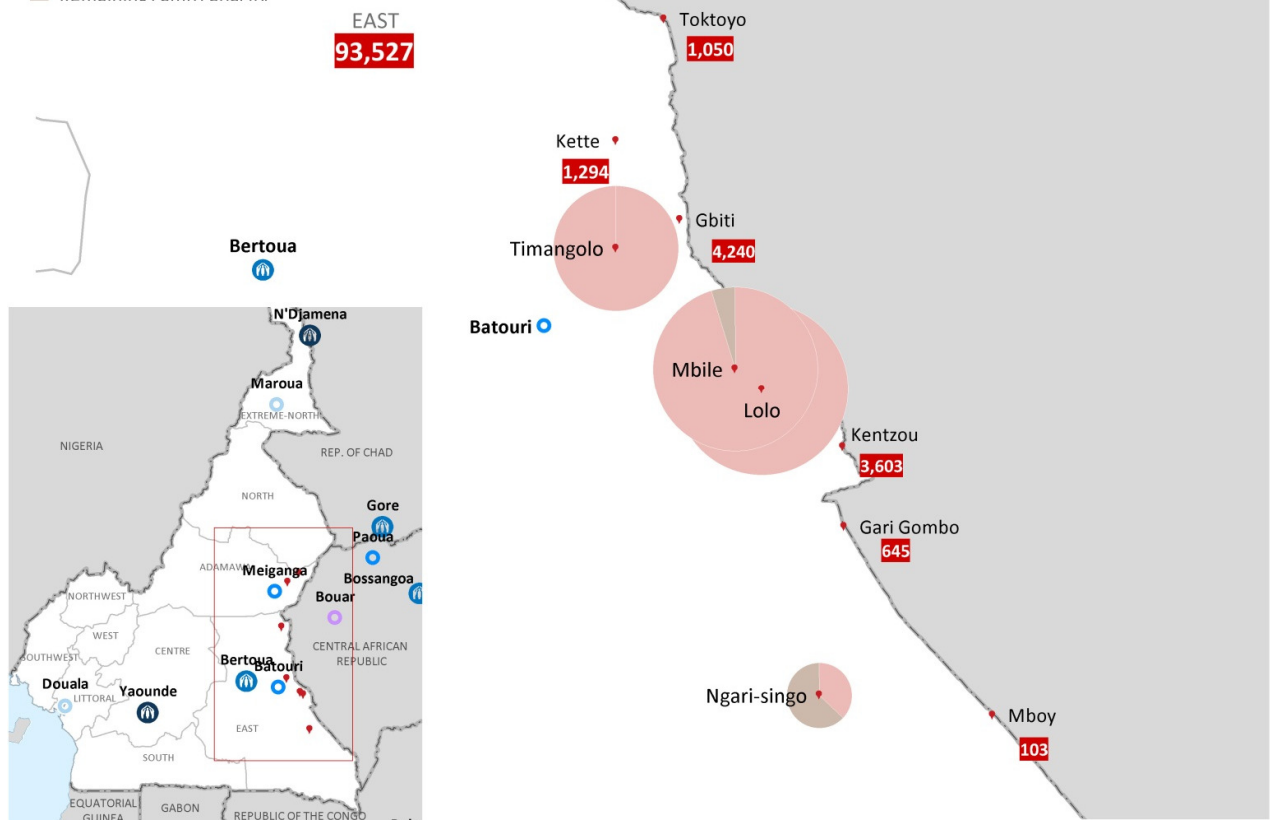 EAST
93,527
Toktoyo
1,050
Kette
1,294
Gbiti
4,240
Timangolo
Bertoua
Batouri
Mbile
Lolo
Kentzou
3,603
Gari Gombo
645
Ngari-singo
Mboy
103
N'Djamena
Maroua
EXTREME-NORTH
NIGERIA
REP. OF CHAD
NORTH
Gore
Paoua
ADAMAWA
Meiganga
Bossangoa
Bouar
NORTHWEST
WEST
CENTRE
CENTRAL AFRICAN
REPUBLIC
SOUTHWEST
Bertoua
Batouri
Douala
LITTORAL
Yaounde
EAST
SOUTH
EQUATORIAL
GUINEA
GABON
REPUBLIC OF THE CONGO